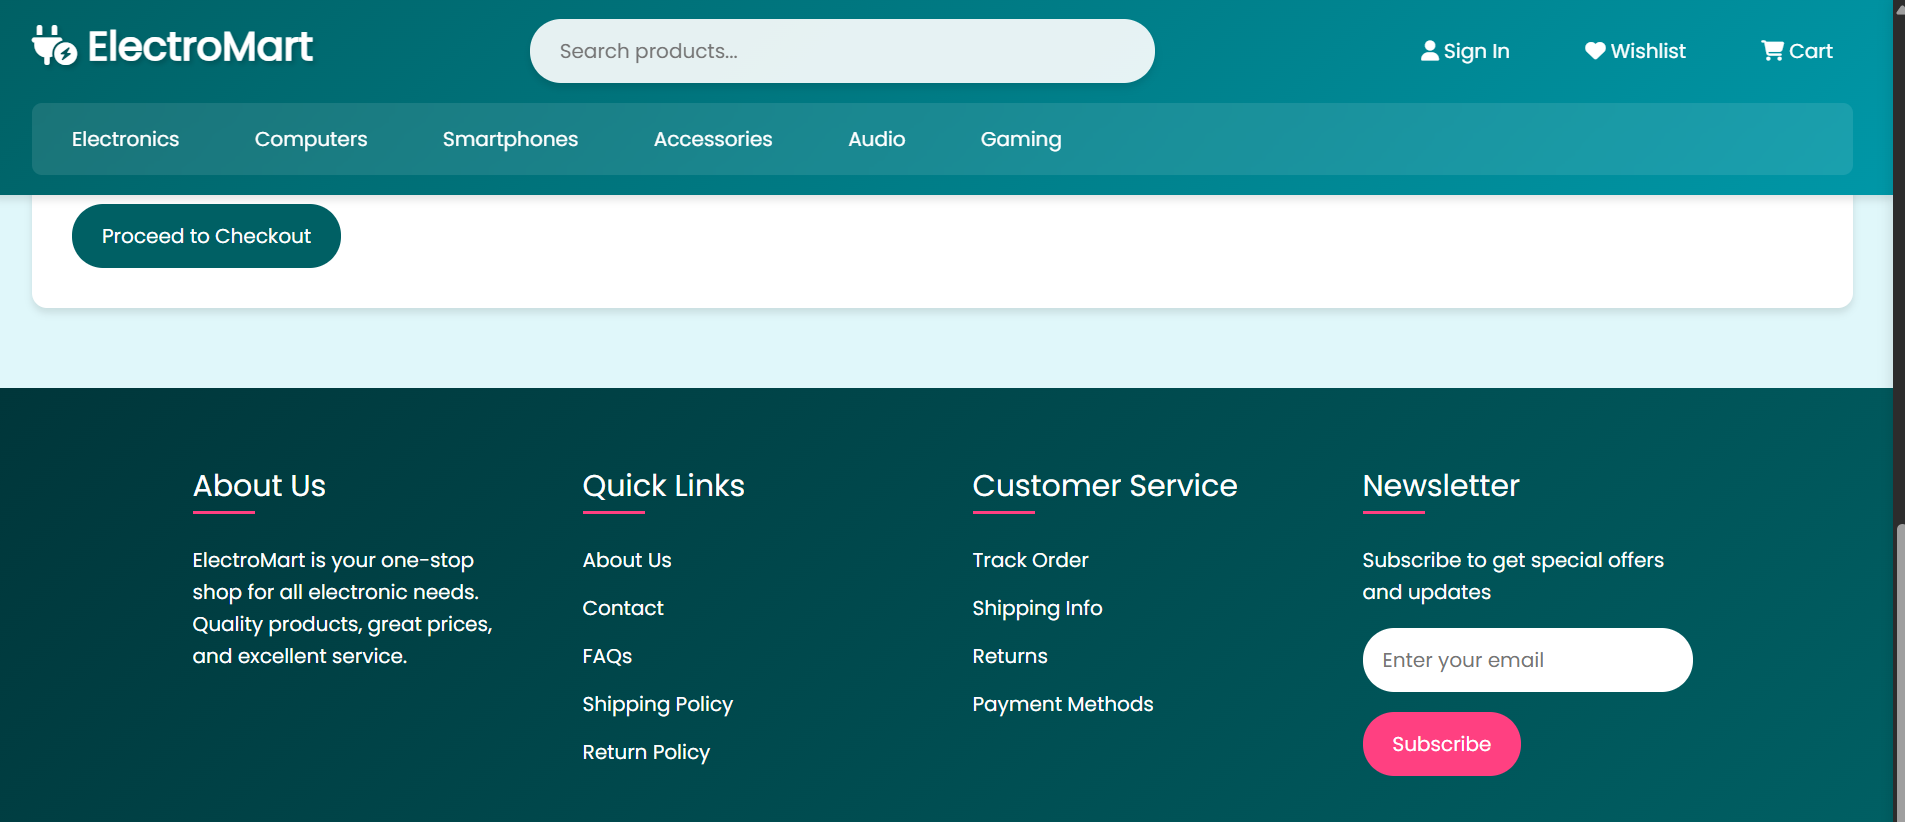 ElectroMart
Search products...
Sign In
Wishlist
Cart
Electronics
Computers
Smartphones
Accessories
Audio
Gaming
Proceed to Checkout
About Us
ElectroMart is your one-stop
shop for all electronic needs.
Quality products, great prices,
and excellent service.
Quick Links
About Us
Contact
FAQs
Shipping Policy
Return Policy
Customer Service
Track Order
Shipping Info
Returns
Payment Methods
Newsletter
Subscribe to get special offers
and updates
Enter your email
Subscribe